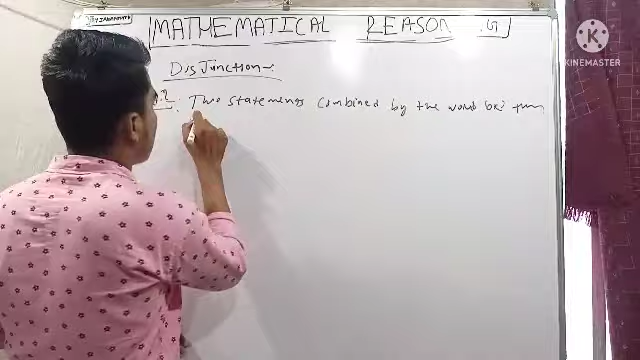 MATHEMATICAL REASON
K
KINEMASTER
Disjunction:
Two statements combined by the word